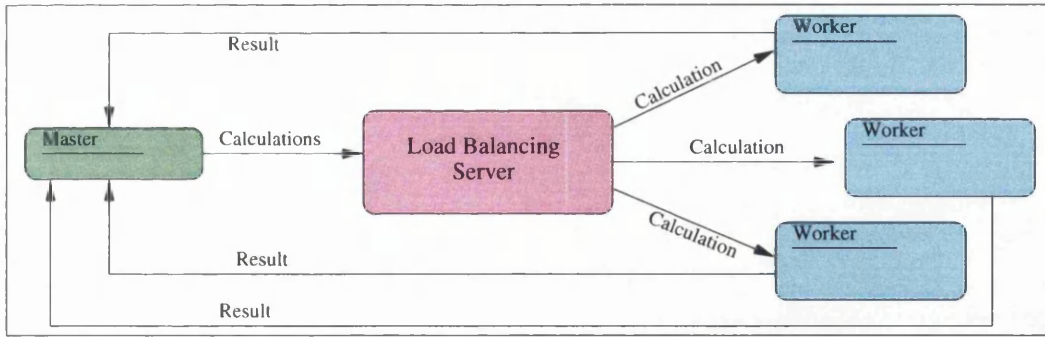 Result
Worker
Calculation
Master
Calculations
Load Balancing
Server
Calculation
Worker
Calculation
Worker
Result
Result